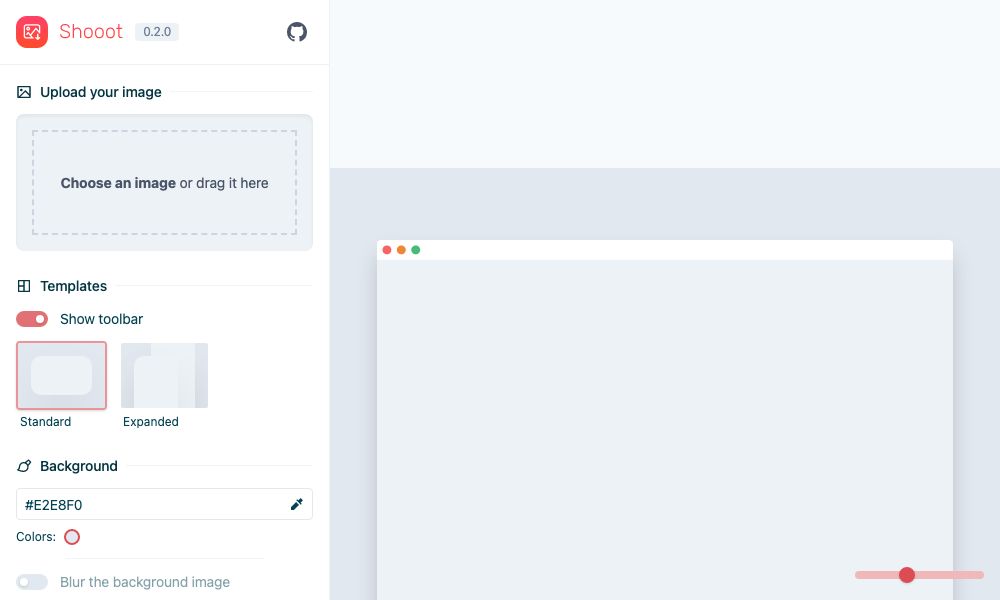 Shooot 0.2.0
Upload your image
Choose an image or drag it here
Templates
Show toolbar
Standard Expanded
Background
#E2E8F0
Colors:
Blur the background image